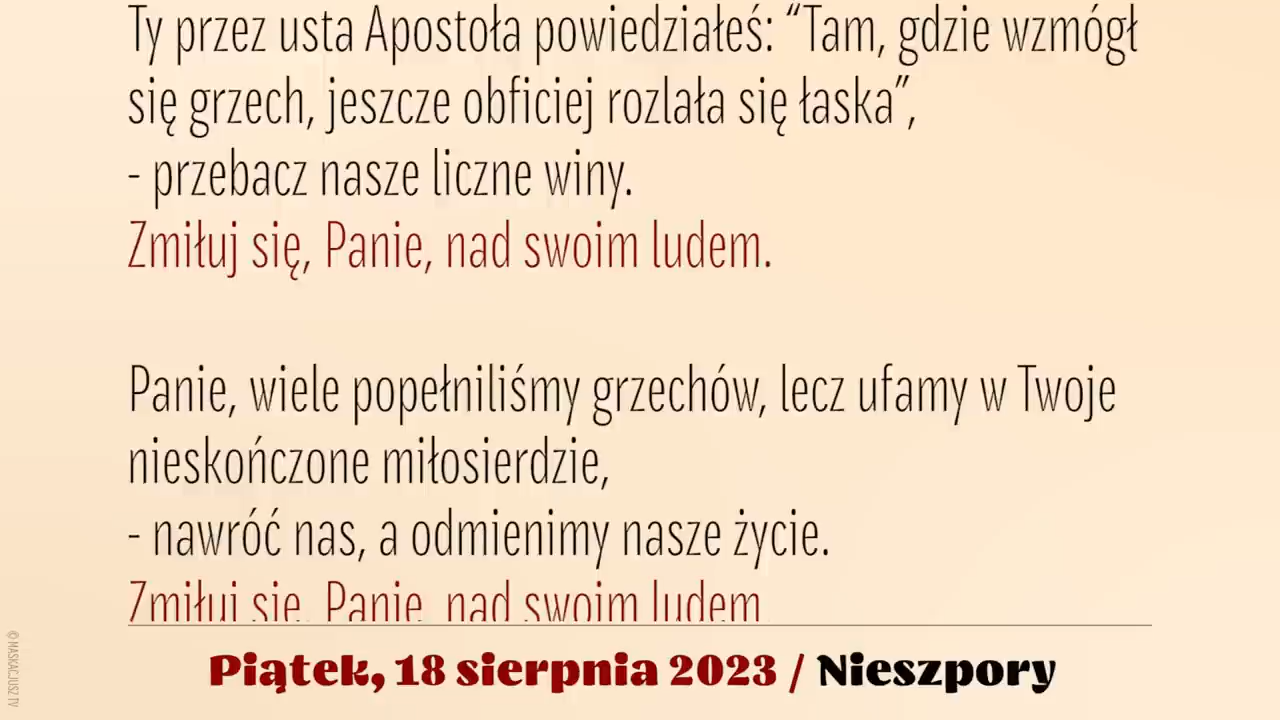 Ty przez usta Apostoła powiedziałeś: “Tam, gdzie wzmógł
się grzech, jeszcze obficiej rozlała się łaska”,
- przebacz nasze liczne winy.
Zmiłuj się, Panie, nad swoim ludem.
Panie, wiele popełniliśmy grzechów, lecz ufamy w Twoje
nieskończone miłosierdzie,
- nawróć nas, a odmienimy nasze życie.
Zmiłuj się, Panie, nad swoim ludem
Piątek, 18 sierpnia 2023 / Nieszpory
© MASKACJUSZ TV